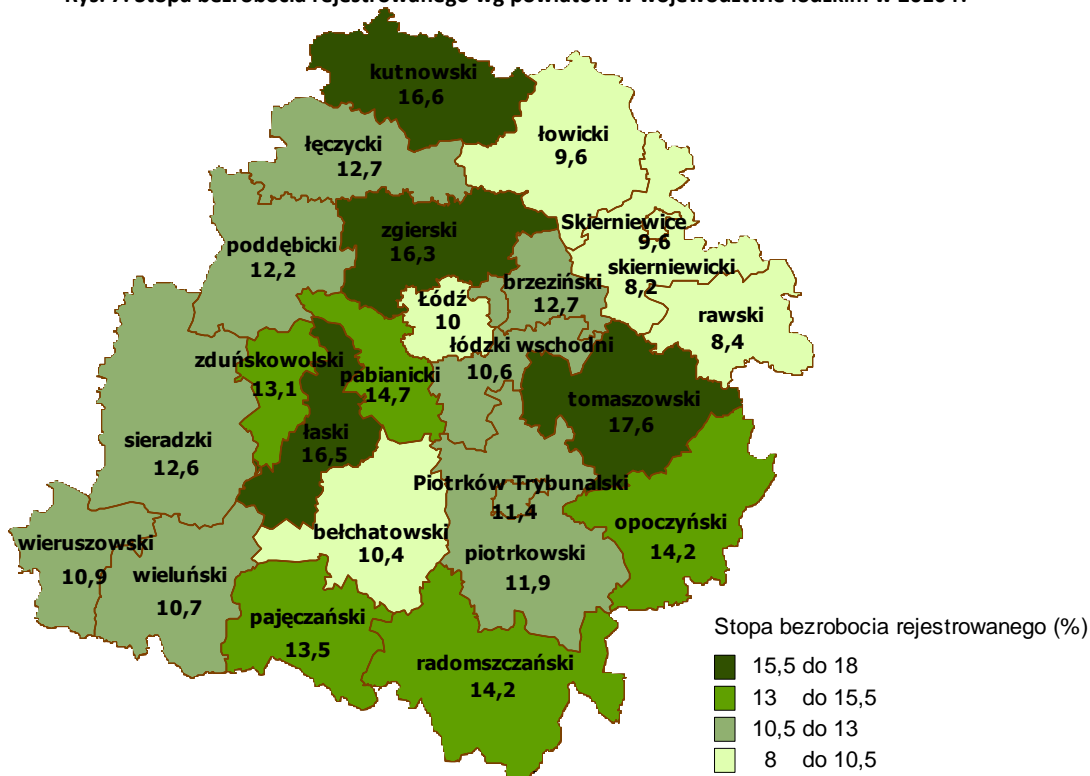 kutnowski
16,6
łowicki
9,6
łęczycki
12,7
Skierniewice
9,6
zgierski
16,3
poddębicki
12,2
skierniewicki
8,2
brzeziński
12,7
Łódź
10
rawski
8,4
łódzki wschodni
10,6
zduńskowolski
13,1
pabianicki
14,7
tomaszowski
17,6
łaski
16,5
sieradzki
12,6
Piotrków Trybunalski
11,4
opoczyński
14,2
bełchatowski
10,4
wieruszowski
10,9
piotrkowski
11,9
wieluński
10,7
pajęczański
13,5
radomszczański
14,2
Stopa bezrobocia rejestrowanego (%)
15,5 do 18
13 do 15,5
10,5 do 13
8 do 10,5